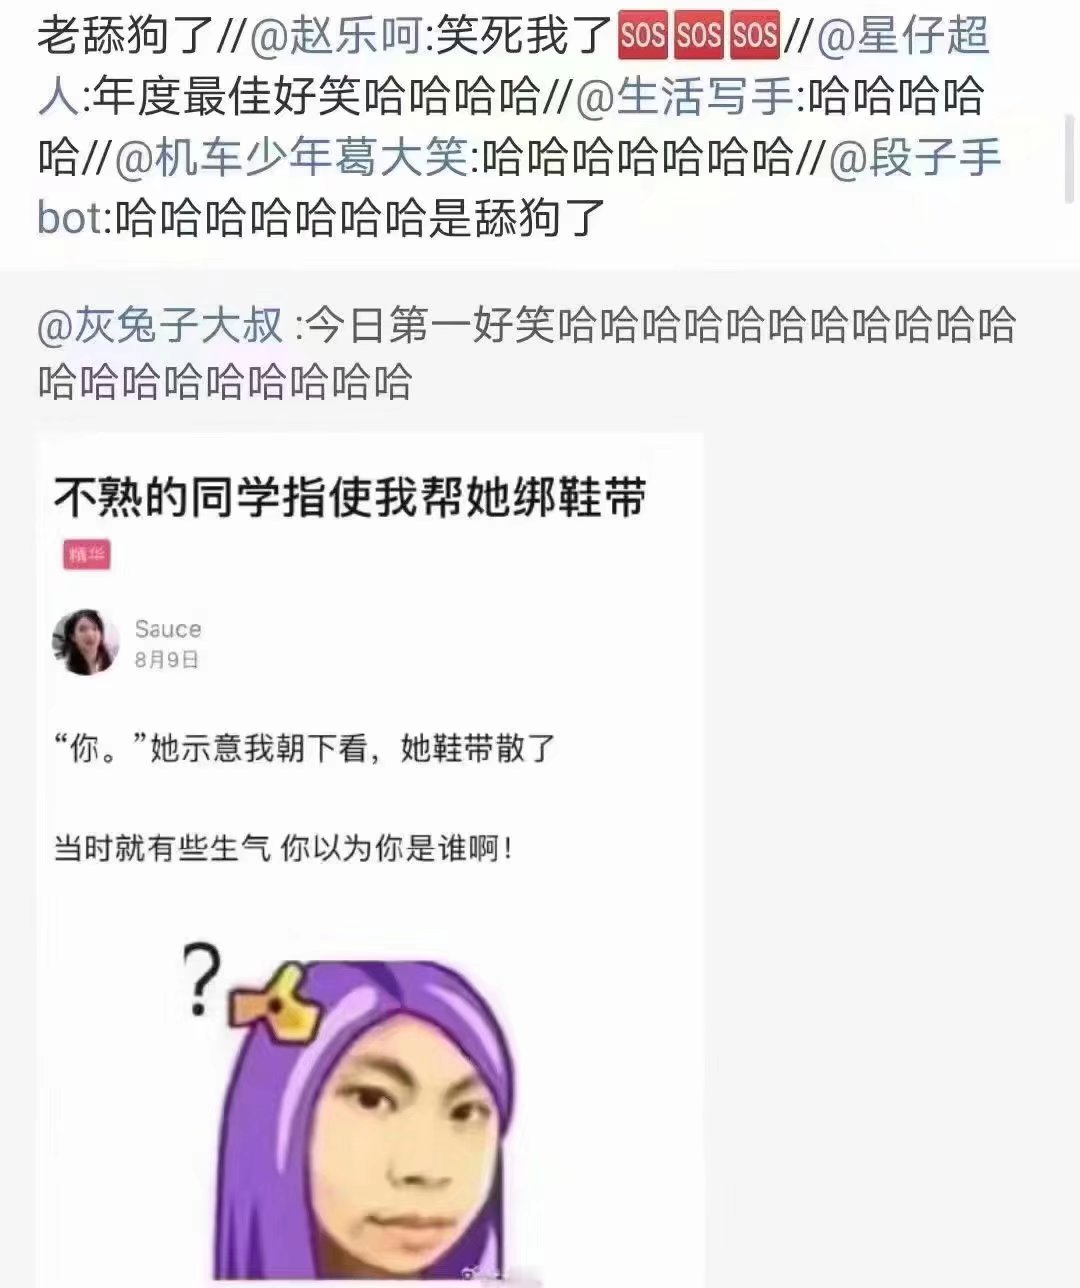 老舔狗了//@赵乐呵:笑死我了🆘🆘🆘//@星仔超
人:年度最佳好笑哈哈哈哈//@生活写手:哈哈哈哈
哈//@机车少年葛大笑:哈哈哈哈哈哈哈//@段子手
bot:哈哈哈哈哈哈哈是舔狗了
@灰兔子大叔 :今日第一好笑哈哈哈哈哈哈哈哈哈哈哈
哈哈哈哈哈哈哈哈哈
不熟的同学指使我帮她绑鞋带
精华
Sauce
8月9日
“你。”她示意我朝下看，她鞋带散了
当时就有些生气 你以为你是谁啊！
?